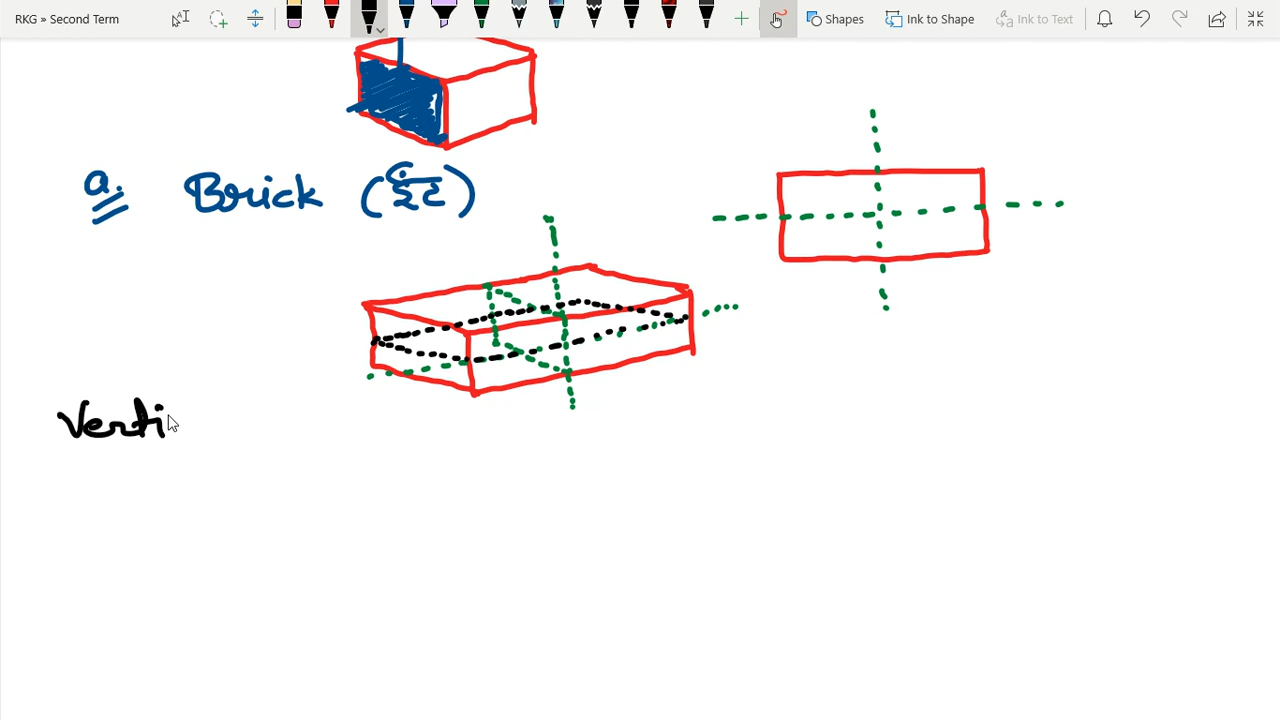 RKG » Second Term
Shapes
Ink to Shape
Ink to Text
a. Brick (ईंट)
Verti